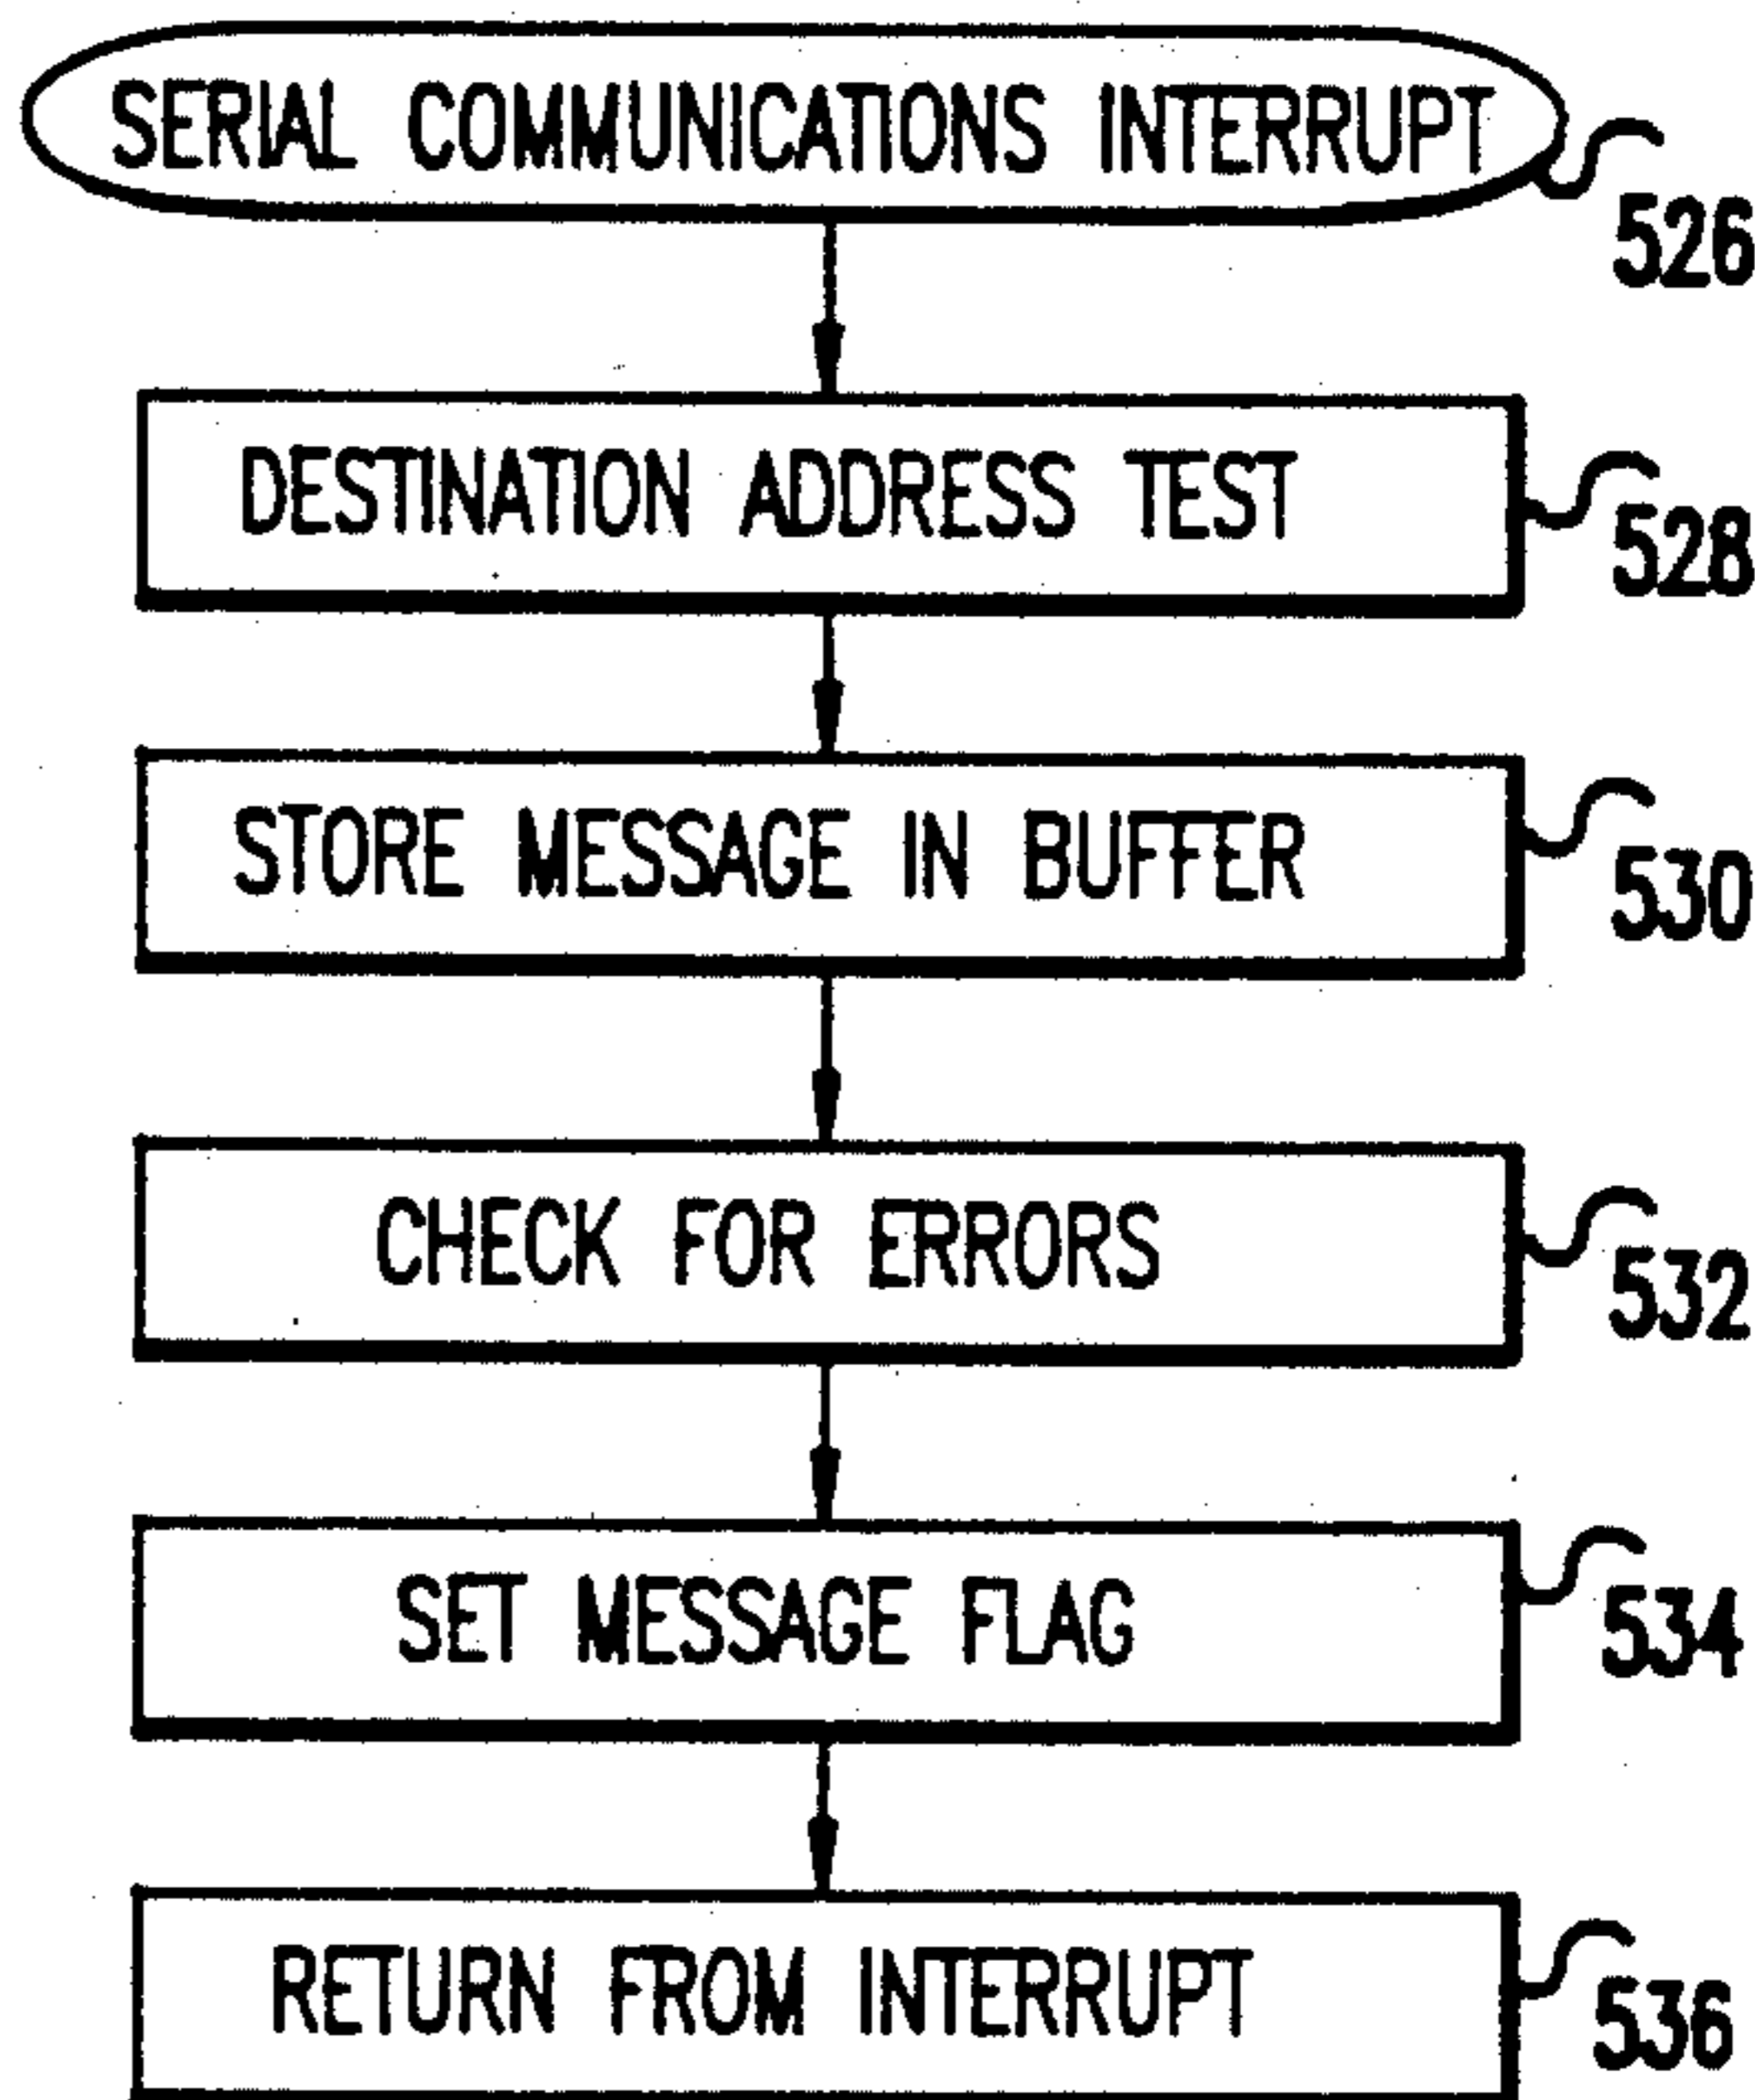 SERIAL COMMUNICATIONS INTERRUPT
526
DESTINATION ADDRESS TEST
528
STORE MESSAGE IN BUFFER
530
CHECK FOR ERRORS
532
SET MESSAGE FLAG
534
RETURN FROM INTERRUPT
536